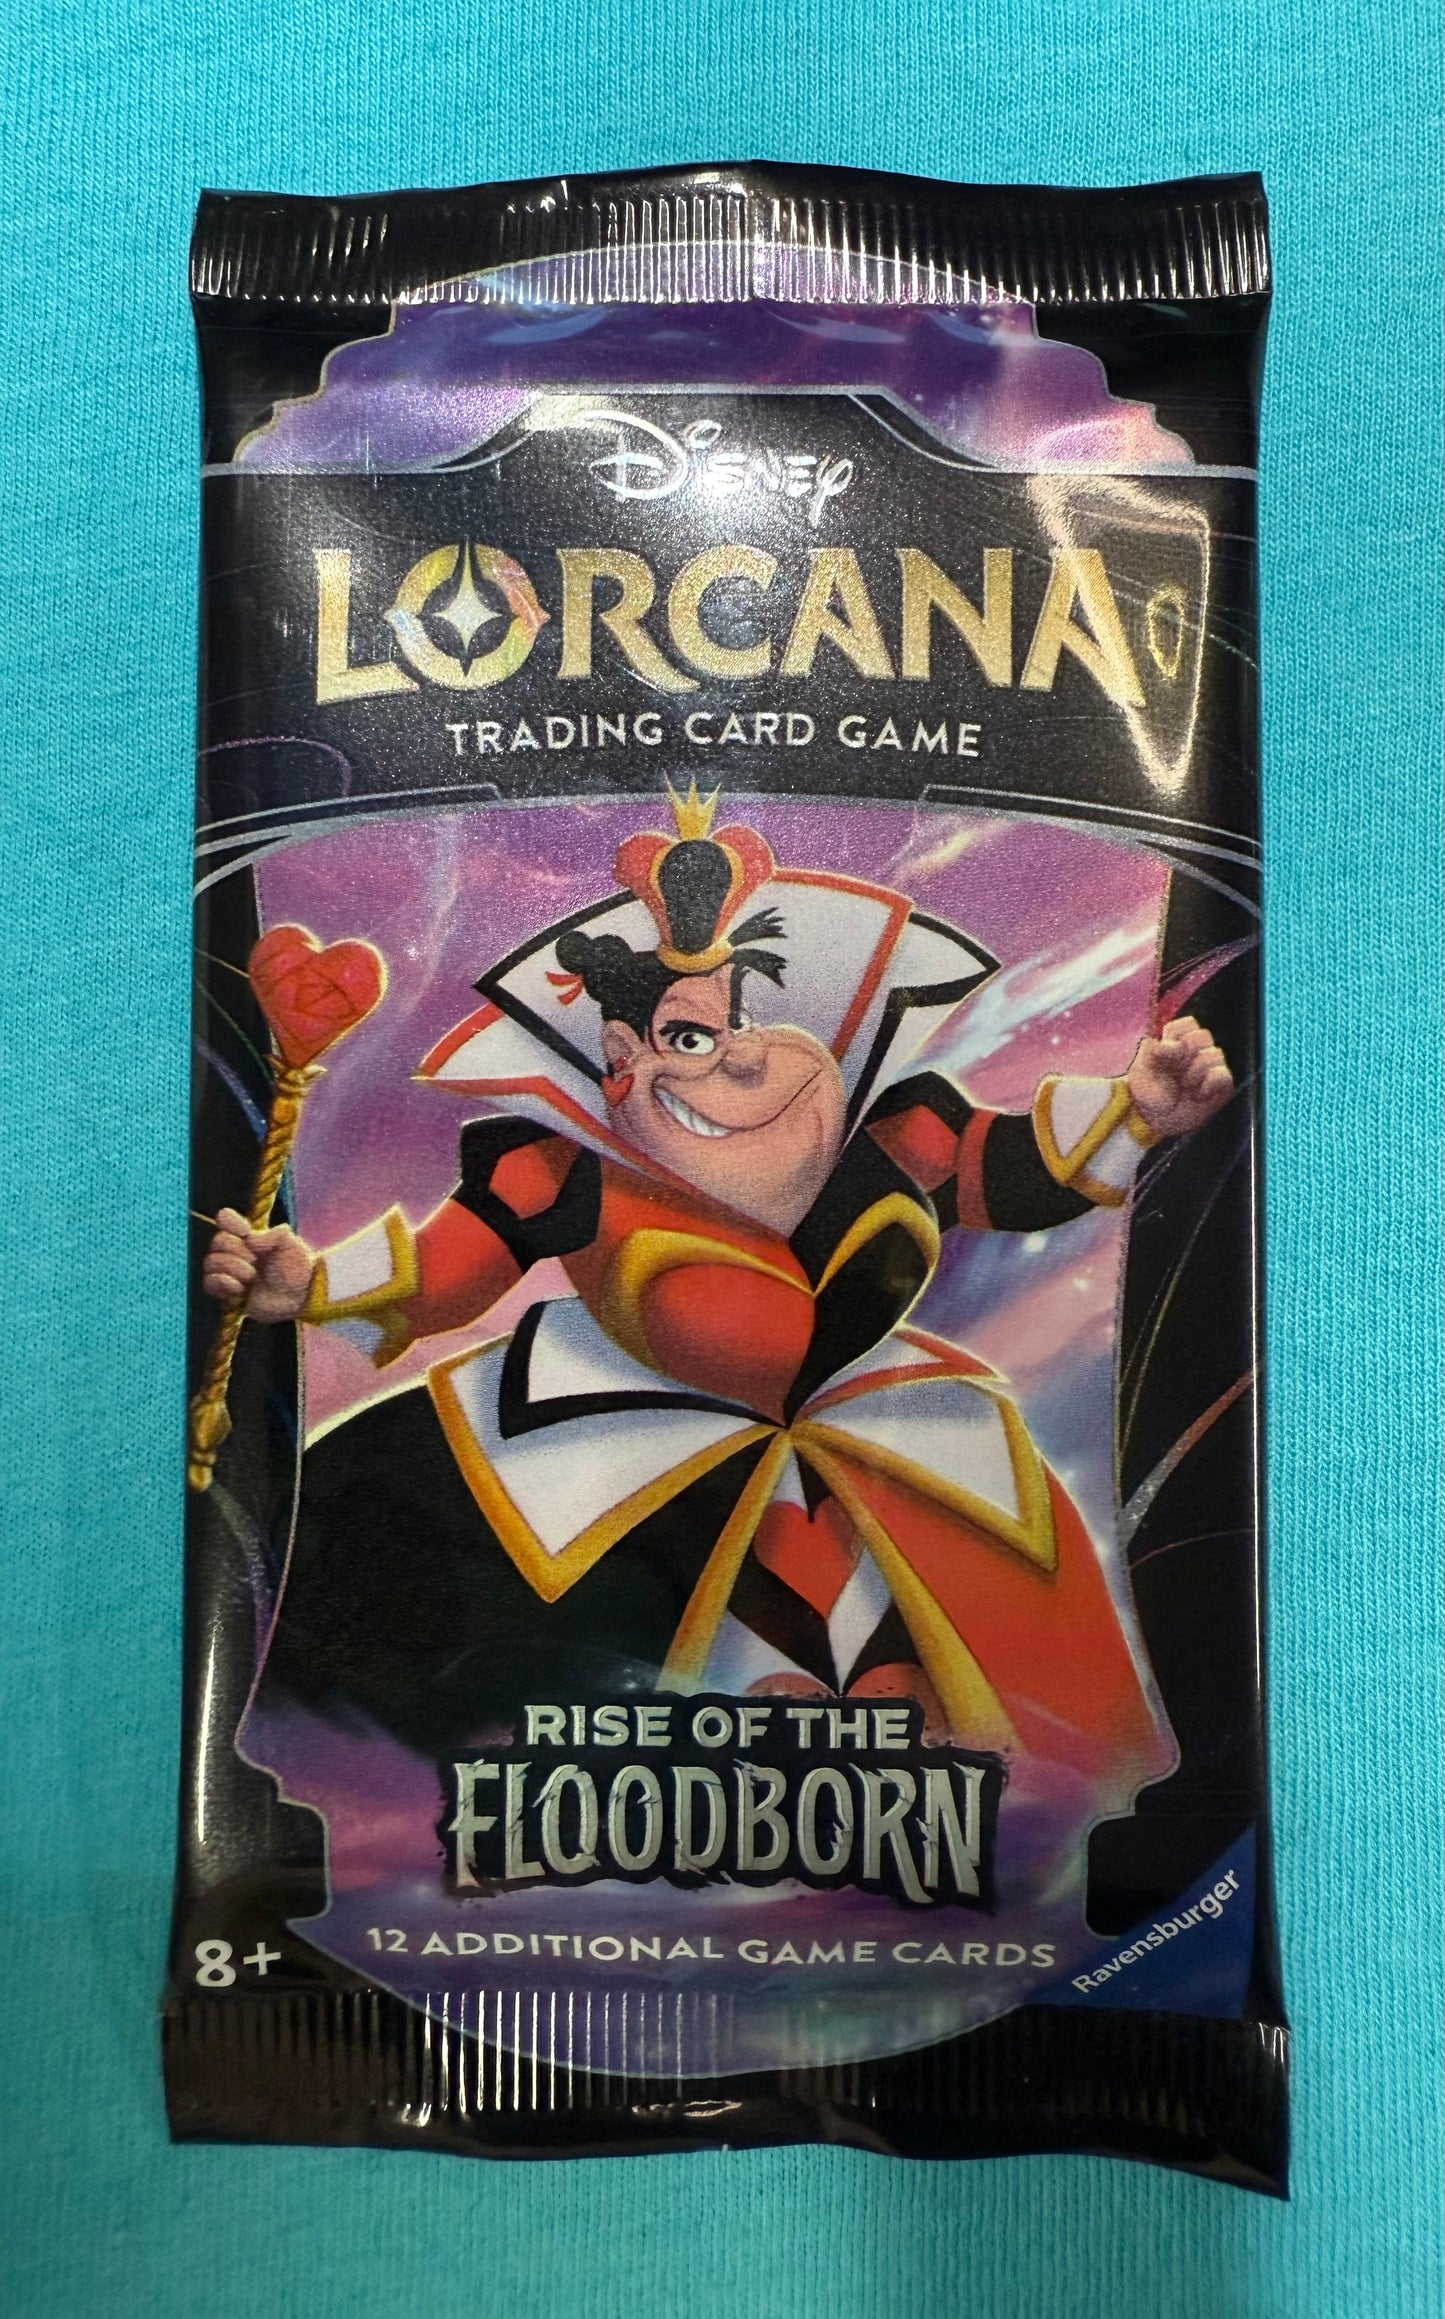 Disney
LORCANA
TRADING CARD GAME
RISE OF THE
FLOODBORN
12 ADDITIONAL GAME CARDS
8+
Ravensburger